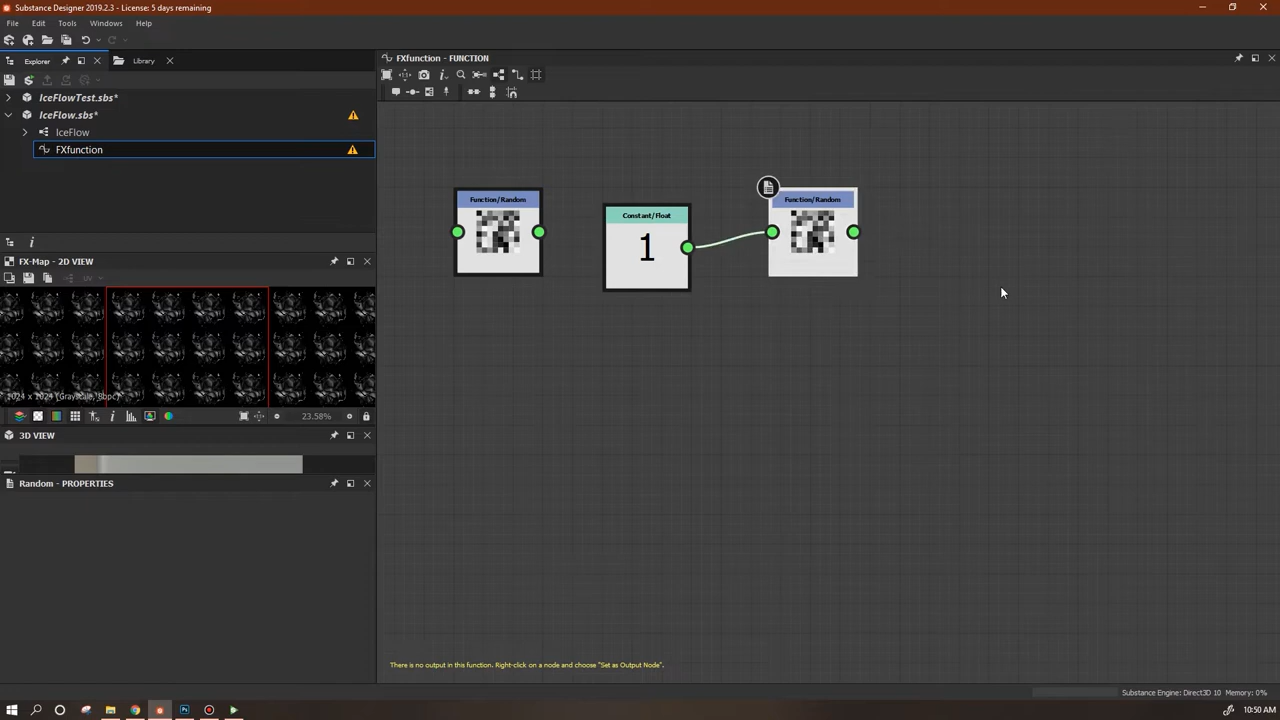 Substance Designer 2019.2.3 - License: 5 days remaining
File Edit Tools Windows Help
Explorer
Library
FXfunction - FUNCTION
IceFlowTest.sbs*
IceFlow.sbs*
IceFlow
FXfunction
Function/Random
Constant/Float
1
Function/Random
FX-Map - 2D VIEW
UV
1024 x 1024 (Grayscale, 8bpc)
23.58%
3D VIEW
Random - PROPERTIES
There is no output in this function. Right-click on a node and choose "Set as Output Node".
Substance Engine: Direct3D 10 Memory: 0%
10:50 AM